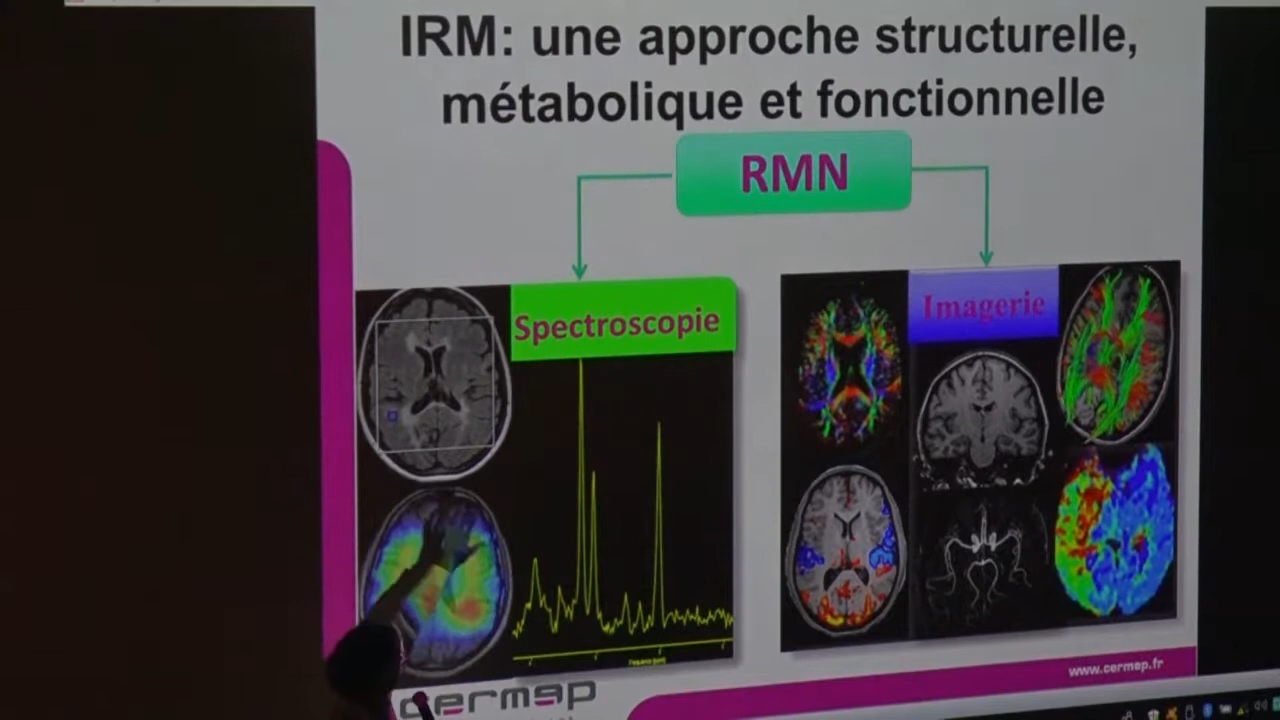 IRM: une approche structurelle,
métabolique et fonctionnelle
RMN
Spectroscopie
Imagerie
cermep
www.cermep.fr